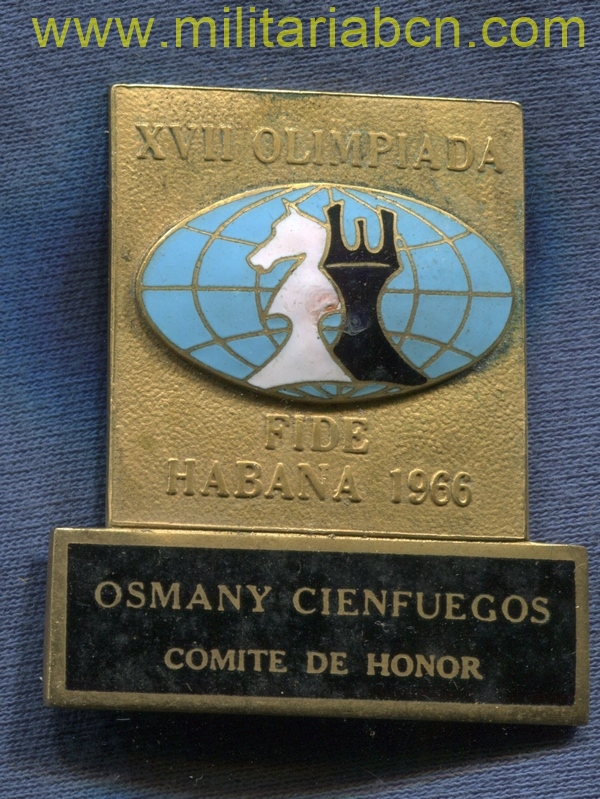 www.militariabcn.com
XVII OLIMPIADA
FIDE
HABANA 1966
OSMANY CIENFUEGOS
COMITE DE HONOR